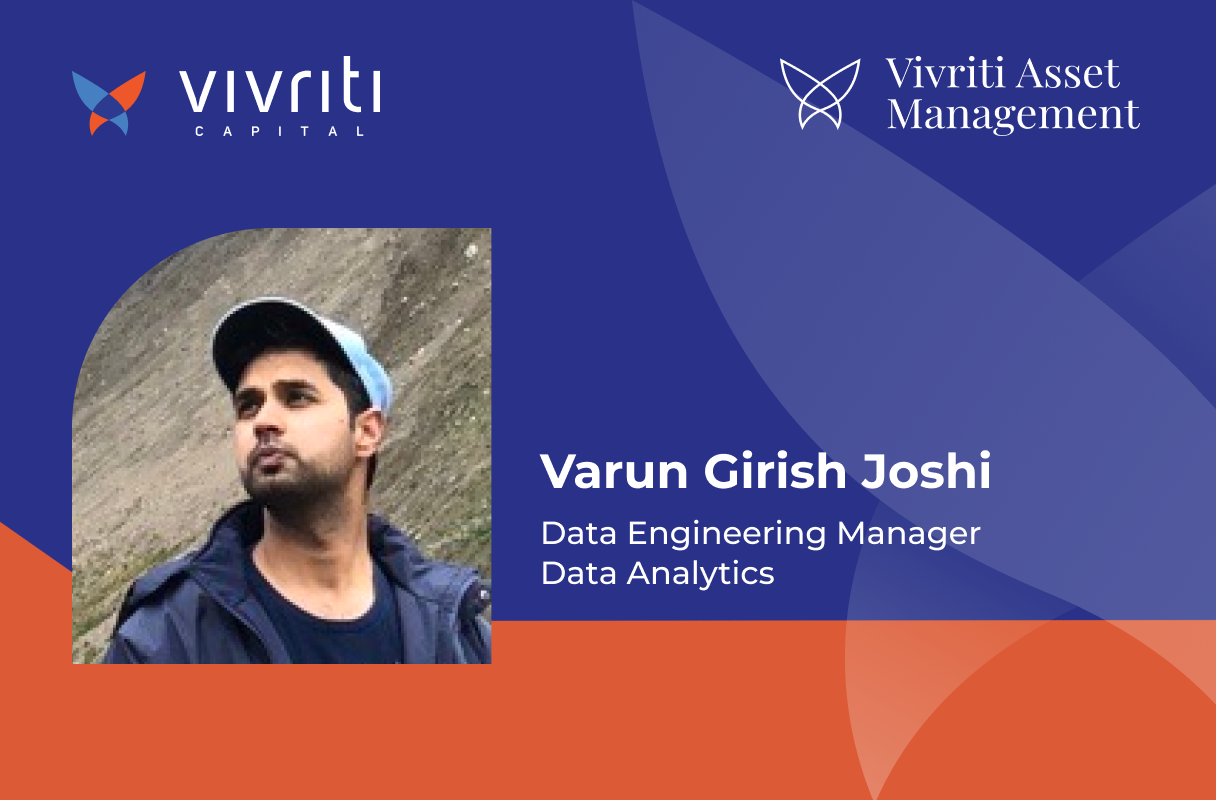 vivriti
CAPITAL
Vivriti Asset
Management
Varun Girish Joshi
Data Engineering Manager
Data Analytics